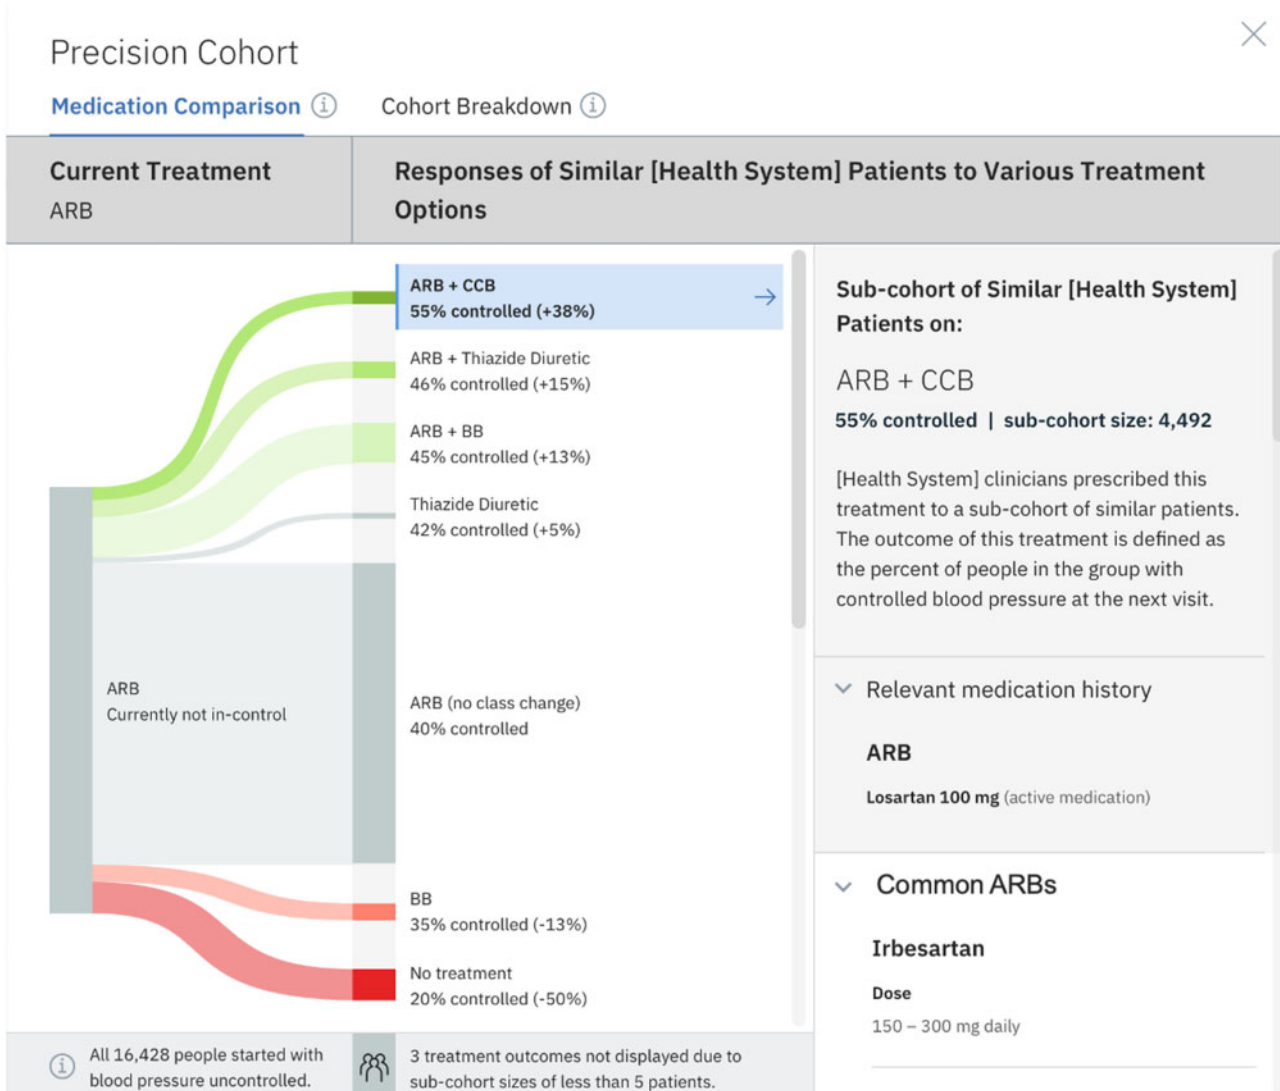 Precision Cohort
Medication Comparison
Cohort Breakdown
Current Treatment
ARB
Responses of Similar [Health System] Patients to Various Treatment
Options
ARB + CCB
55% controlled (+38%)
ARB + Thiazide Diuretic
46% controlled (+15%)
ARB + BB
45% controlled (+13%)
Thiazide Diuretic
42% controlled (+5%)
ARB
Currently not in-control
ARB (no class change)
40% controlled
BB
35% controlled (-13%)
No treatment
20% controlled (-50%)
All 16,428 people started with
blood pressure uncontrolled.
3 treatment outcomes not displayed due to
sub-cohort sizes of less than 5 patients.
Sub-cohort of Similar [Health System]
Patients on:
ARB + CCB
55% controlled | sub-cohort size: 4,492
[Health System] clinicians prescribed this
treatment to a sub-cohort of similar patients.
The outcome of this treatment is defined as
the percent of people in the group with
controlled blood pressure at the next visit.
Relevant medication history
ARB
Losartan 100 mg (active medication)
Common ARBs
Irbesartan
Dose
150 – 300 mg daily